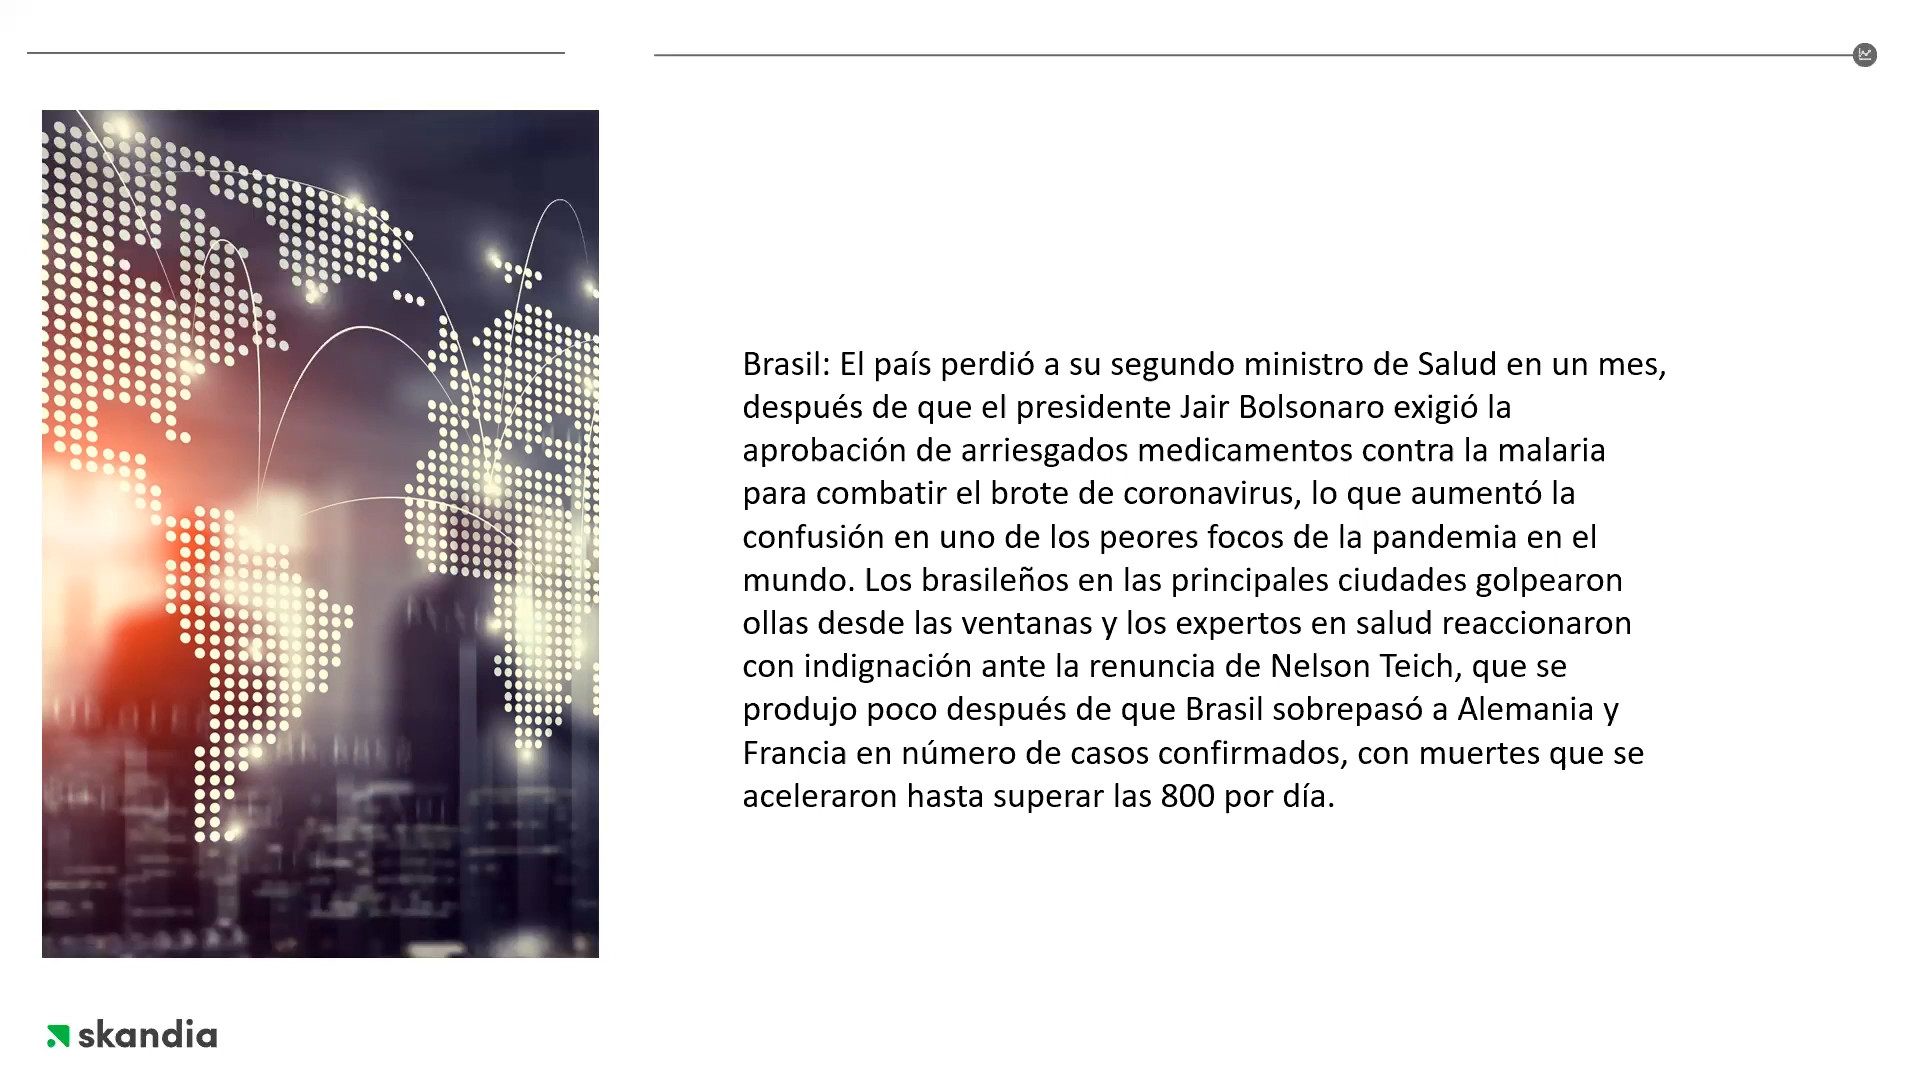 Brasil: El país perdió a su segundo ministro de Salud en un mes,
después de que el presidente Jair Bolsonaro exigió la
aprobación de arriesgados medicamentos contra la malaria
para combatir el brote de coronavirus, lo que aumentó la
confusión en uno de los peores focos de la pandemia en el
mundo. Los brasileños en las principales ciudades golpearon
ollas desde las ventanas y los expertos en salud reaccionaron
con indignación ante la renuncia de Nelson Teich, que se
produjo poco después de que Brasil sobrepasó a Alemania y
Francia en número de casos confirmados, con muertes que se
aceleraron hasta superar las 800 por día.
skandia